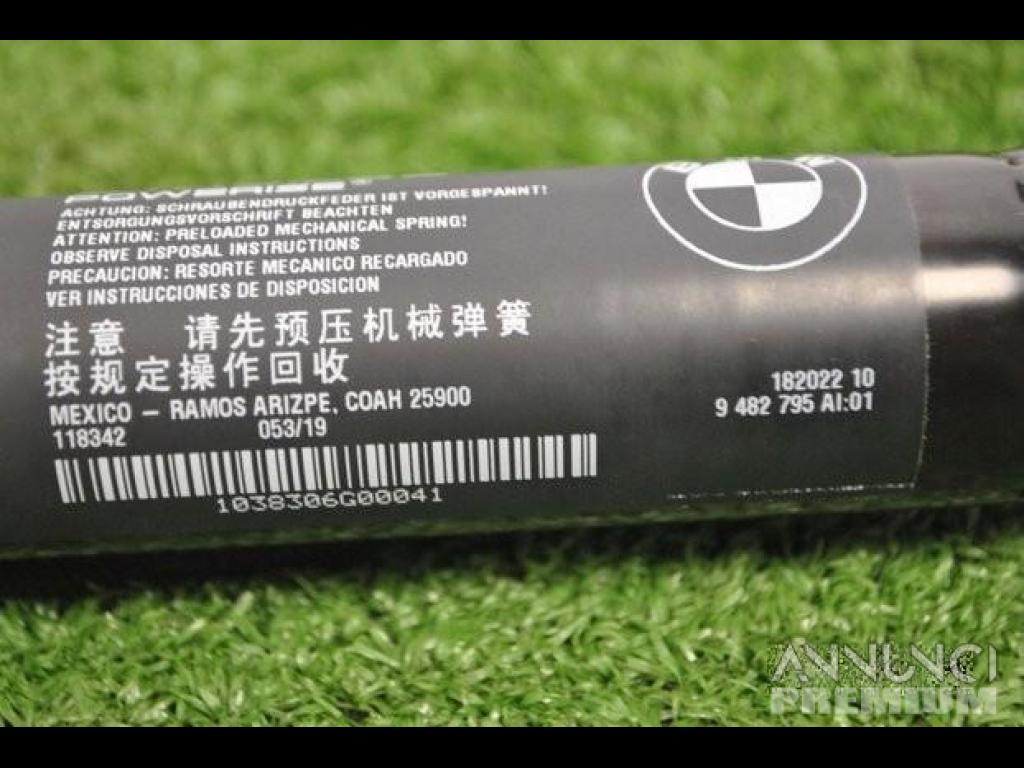 POWERISE
ACHTUNG: SCHRAUBENDRUCKFEDER IST VORGESPANNT!
ENTSORGUNGSVORSCHRIFT BEACHTEN
ATTENTION: PRELOADED MECHANICAL SPRING!
OBSERVE DISPOSAL INSTRUCTIONS
PRECAUCION: RESORTE MECANICO RECARGADO
VER INSTRUCCIONES DE DISPOSICION
注意 请先预压机械弹簧
按规定操作回收
MEXICO – RAMOS ARIZPE, COAH 25900
118342 053/19
1038306G00041
182022 10
9 482 795 AI:01
ANNUNCI
PREMIUM